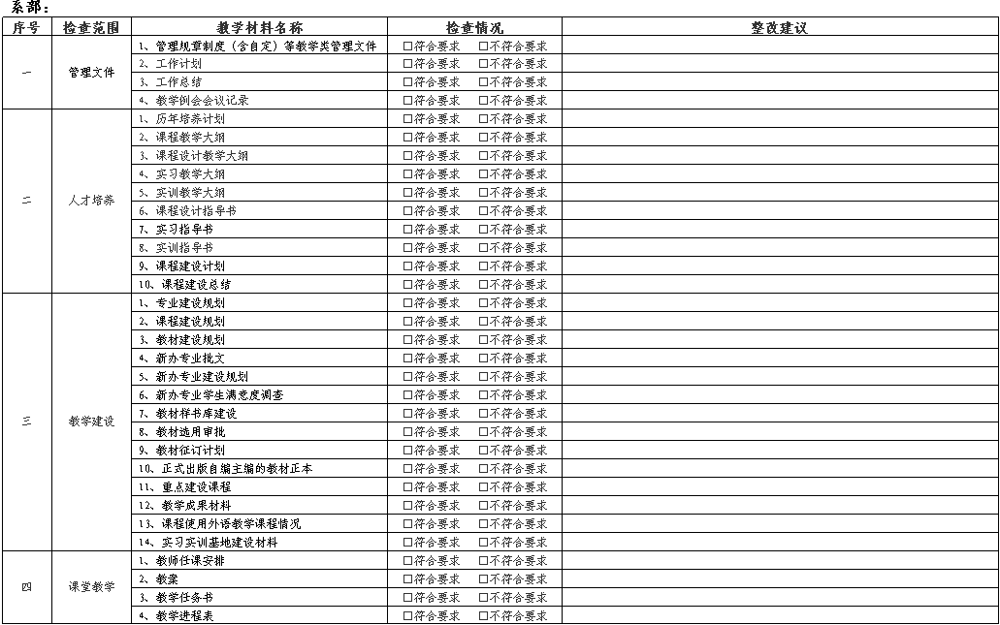 系部：
序号 检查范围 教学材料名称 检查情况 整改建议
一 管理文件 1、管理规章制度（含自定）等教学类管理文件 □符合要求 □不符合要求
2、工作计划 □符合要求 □不符合要求
3、工作总结 □符合要求 □不符合要求
4、教学例会会议记录 □符合要求 □不符合要求
二 人才培养 1、历年培养计划 □符合要求 □不符合要求
2、课程教学大纲 □符合要求 □不符合要求
3、课程设计教学大纲 □符合要求 □不符合要求
4、实习教学大纲 □符合要求 □不符合要求
5、实训教学大纲 □符合要求 □不符合要求
6、课程设计指导书 □符合要求 □不符合要求
7、实习指导书 □符合要求 □不符合要求
8、实训指导书 □符合要求 □不符合要求
9、课程建设计划 □符合要求 □不符合要求
10、课程建设总结 □符合要求 □不符合要求
三 教学建设 1、专业建设规划 □符合要求 □不符合要求
2、课程建设规划 □符合要求 □不符合要求
3、教材建设规划 □符合要求 □不符合要求
4、新办专业批文 □符合要求 □不符合要求
5、新办专业建设规划 □符合要求 □不符合要求
6、新办专业学生满意度调查 □符合要求 □不符合要求
7、教材样书库建设 □符合要求 □不符合要求
8、教材选用审批 □符合要求 □不符合要求
9、教材征订计划 □符合要求 □不符合要求
10、正式出版自编主编的教材正本 □符合要求 □不符合要求
11、重点建设课程 □符合要求 □不符合要求
12、教学成果材料 □符合要求 □不符合要求
13、课程使用外语教学课程情况 □符合要求 □不符合要求
14、实习实训基地建设材料 □符合要求 □不符合要求
四 课堂教学 1、教师任课安排 □符合要求 □不符合要求
2、教案 □符合要求 □不符合要求
3、教学任务书 □符合要求 □不符合要求
4、教学进程表 □符合要求 □不符合要求